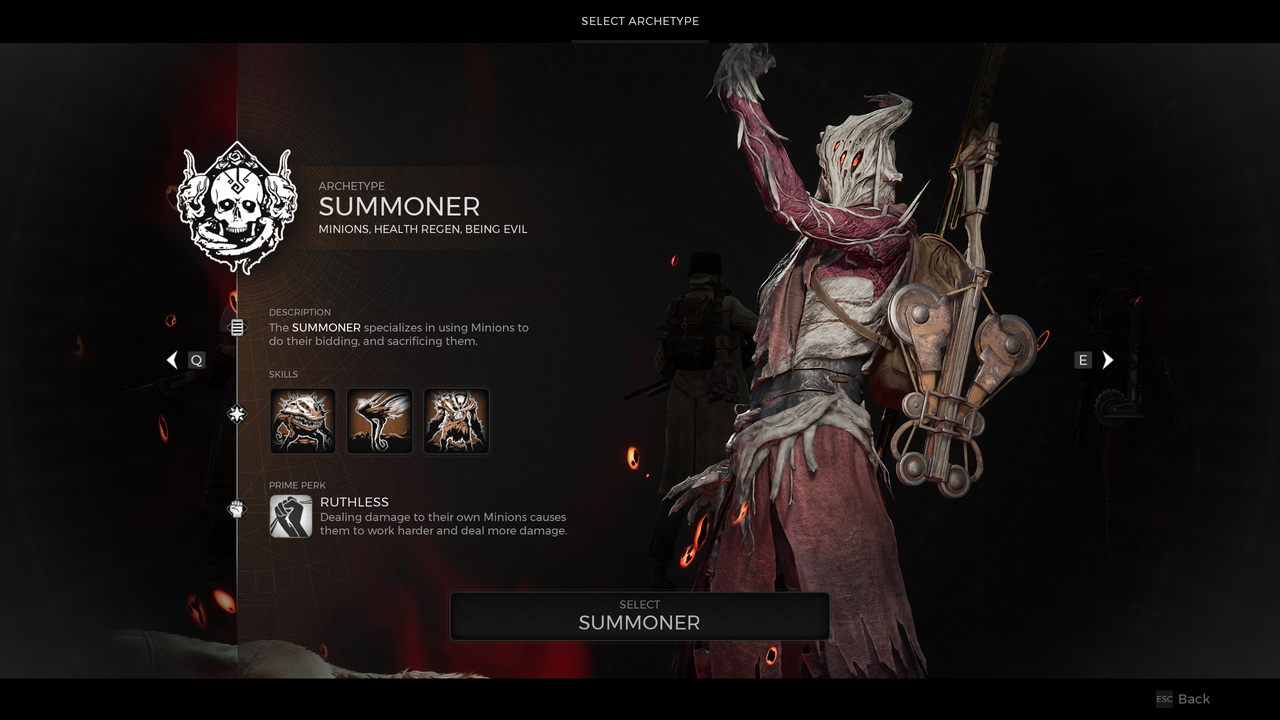 SELECT ARCHETYPE
ARCHETYPE
SUMMONER
MINIONS, HEALTH REGEN, BEING EVIL
DESCRIPTION
The SUMMONER specializes in using Minions to
do their bidding, and sacrificing them.
Q
E
SKILLS
PRIME PERK
RUTHLESS
Dealing damage to their own Minions causes
them to work harder and deal more damage.
SELECT
SUMMONER
ESC Back